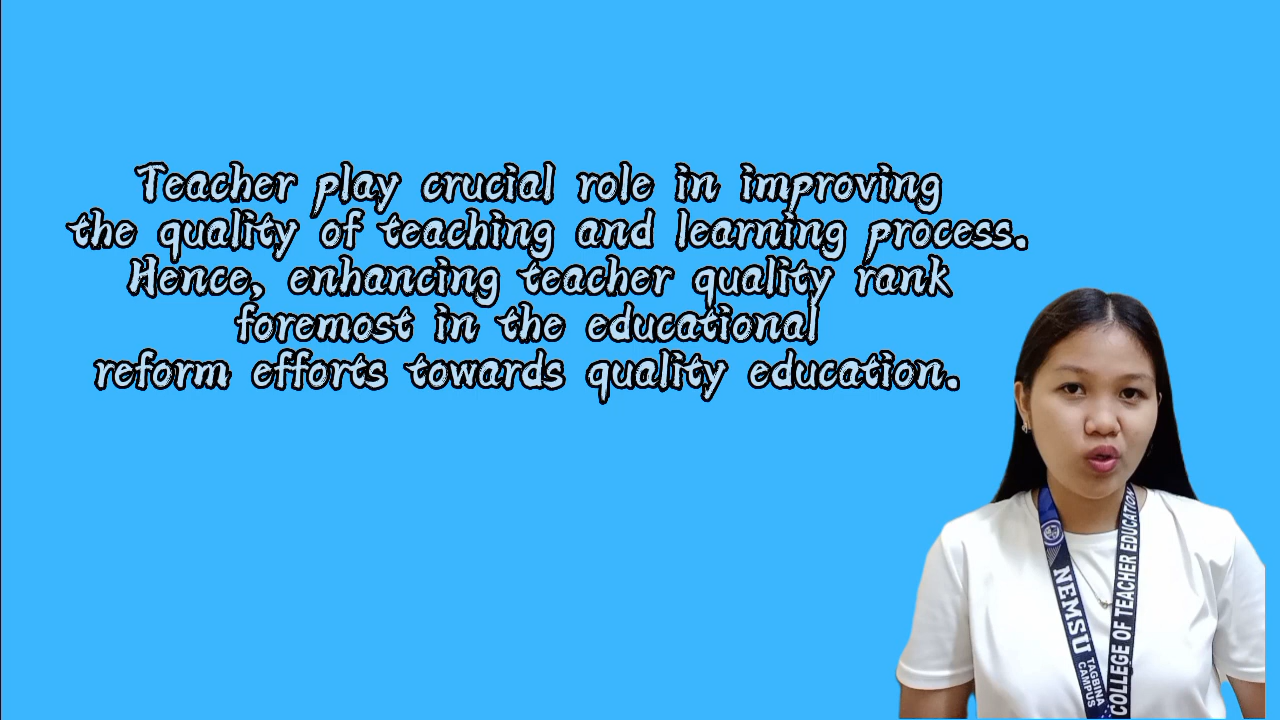 Teacher play crucial role in improving
the quality of teaching and learning process.
Hence, enhancing teacher quality rank
foremost in the educational
reform efforts towards quality education.
NEMSU
TAGBINA
CAMPUS
COLLEGE OF TEACHER EDUCATION